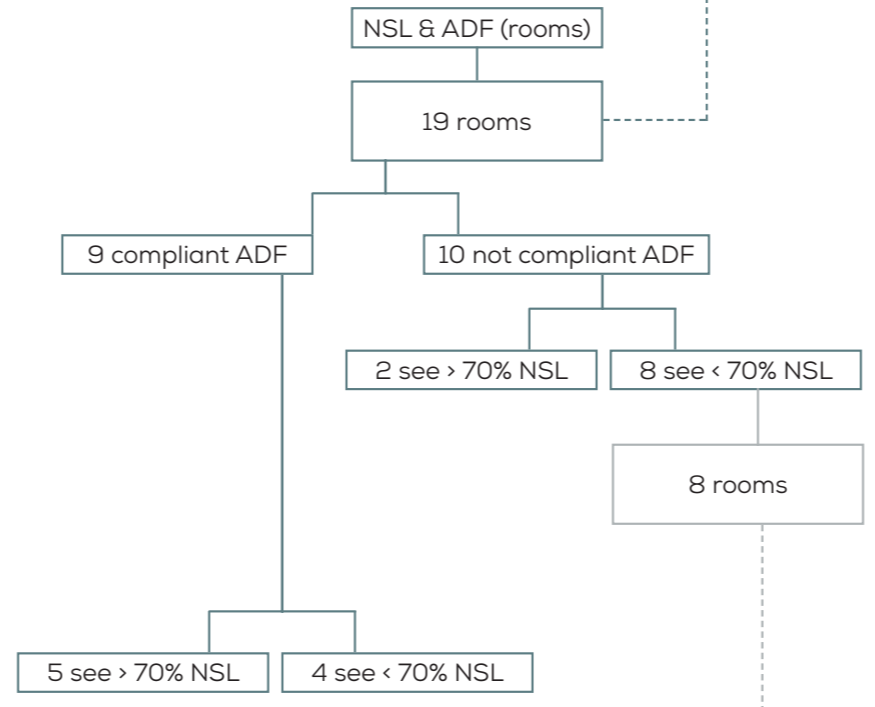 NSL & ADF (rooms)
19 rooms
9 compliant ADF
10 not compliant ADF
2 see > 70% NSL
8 see < 70% NSL
8 rooms
5 see > 70% NSL
4 see < 70% NSL